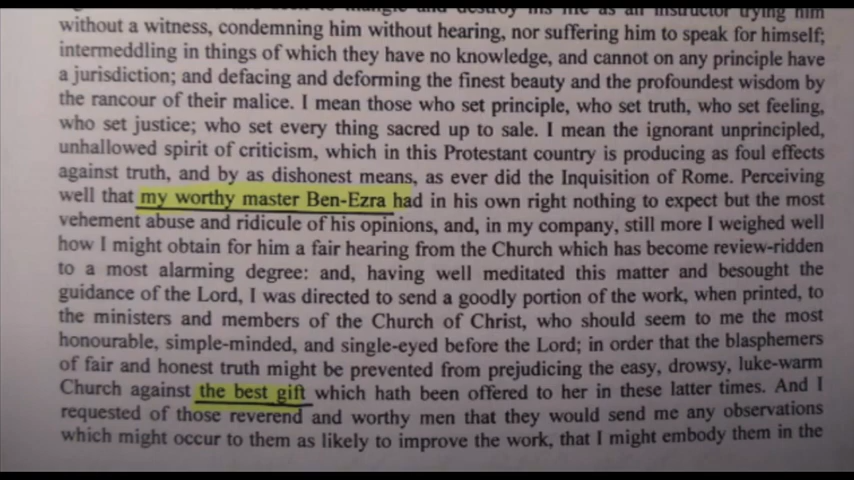 destroy his life as an instructor trying him
without a witness, condemning him without hearing, nor suffering him to speak for himself;
intermeddling in things of which they have no knowledge, and cannot on any principle have
a jurisdiction; and defacing and deforming the finest beauty and the profoundest wisdom by
the rancour of their malice. I mean those who set principle, who set truth, who set feeling,
who set justice; who set every thing sacred up to sale. I mean the ignorant unprincipled,
unhallowed spirit of criticism, which in this Protestant country is producing as foul effects
against truth, and by as dishonest means, as ever did the Inquisition of Rome. Perceiving
well that my worthy master Ben-Ezra had in his own right nothing to expect but the most
vehement abuse and ridicule of his opinions, and, in my company, still more I weighed well
how I might obtain for him a fair hearing from the Church which has become review-ridden
to a most alarming degree: and, having well meditated this matter and besought the
guidance of the Lord, I was directed to send a goodly portion of the work, when printed, to
the ministers and members of the Church of Christ, who should seem to me the most
honourable, simple-minded, and single-eyed before the Lord; in order that the blasphemers
of fair and honest truth might be prevented from prejudicing the easy, drowsy, luke-warm
Church against the best gift which hath been offered to her in these latter times. And I
requested of those reverend and worthy men that they would send me any observations
which might occur to them as likely to improve the work, that I might embody them in the